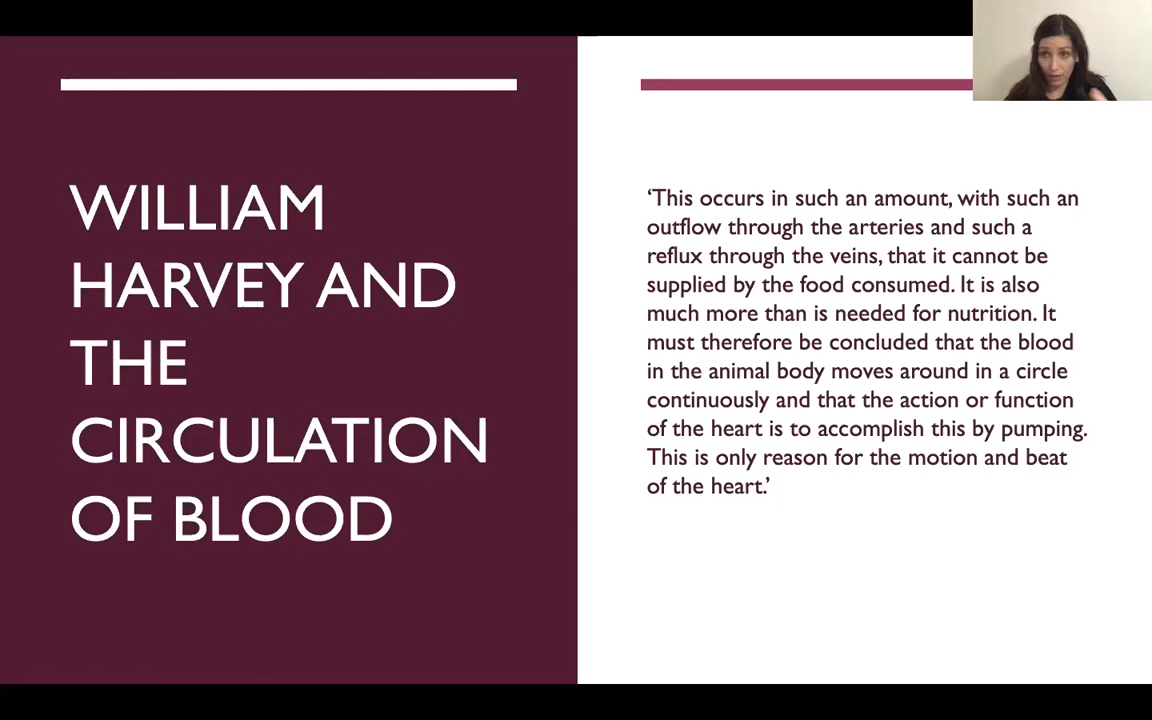 WILLIAM
HARVEY AND
THE
CIRCULATION
OF BLOOD
‘This occurs in such an amount, with such an
outflow through the arteries and such a
reflux through the veins, that it cannot be
supplied by the food consumed. It is also
much more than is needed for nutrition. It
must therefore be concluded that the blood
in the animal body moves around in a circle
continuously and that the action or function
of the heart is to accomplish this by pumping.
This is only reason for the motion and beat
of the heart.’